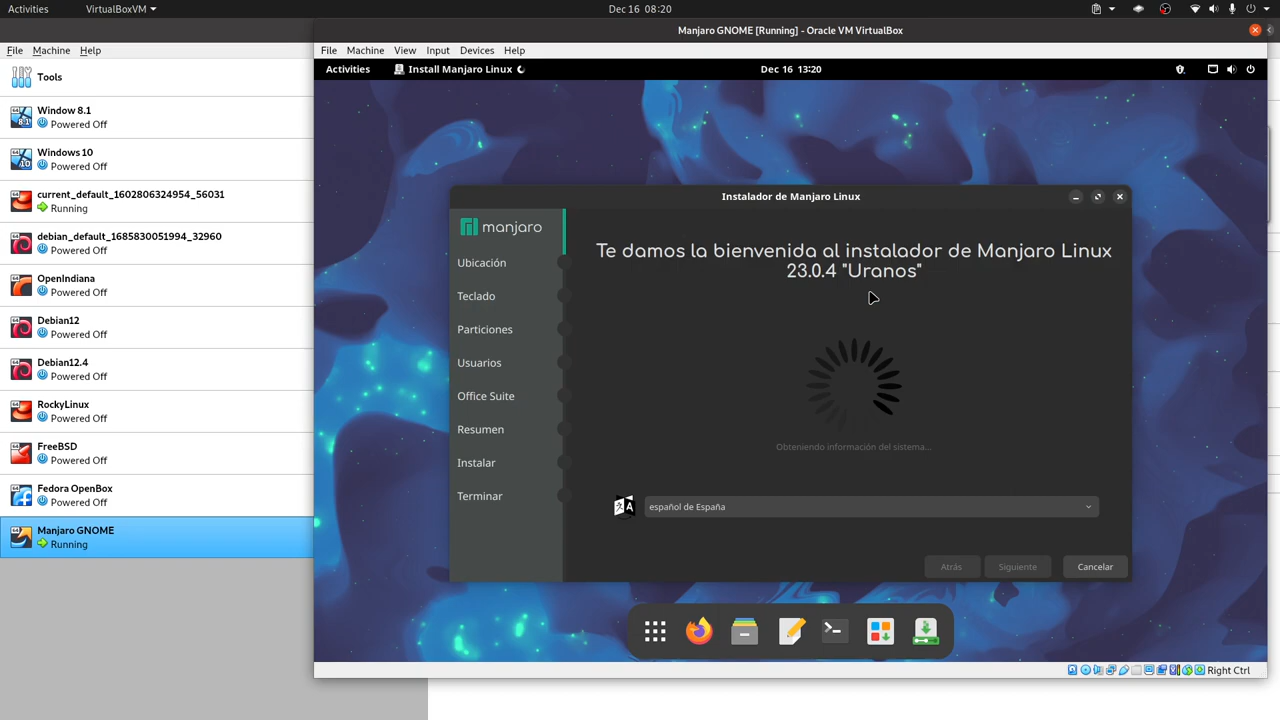 Activities
VirtualBoxVM
Dec 16 08:20
Manjaro GNOME [Running] - Oracle VM VirtualBox
File Machine Help
Tools
Window 8.1
Powered Off
Windows 10
Powered Off
current_default_1602806324954_56031
Running
debian_default_1685830051994_32960
Powered Off
OpenIndiana
Powered Off
Debian12
Powered Off
Debian12.4
Powered Off
RockyLinux
Powered Off
FreeBSD
Powered Off
Fedora OpenBox
Powered Off
Manjaro GNOME
Running
File Machine View Input Devices Help
Activities
Install Manjaro Linux
Dec 16 13:20
Instalador de Manjaro Linux
manjaro
Ubicación
Teclado
Particiones
Usuarios
Office Suite
Resumen
Instalar
Terminar
Te damos la bienvenida al instalador de Manjaro Linux
23.0.4 "Uranos"
Obteniendo información del sistema...
español de España
Atrás
Siguiente
Cancelar
Right Ctrl